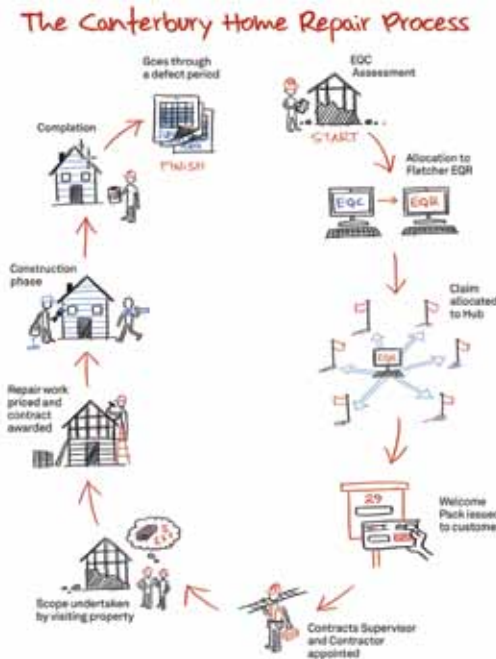 The Canterbury Home Repair Process
EQC
Assessment
START
Allocation to
Fletcher EQR
EQC
EQR
Claim
allocated
to Hub
EQR
29
Welcome
Pack issued
to customer
Contracts Supervisor
and Contractor
appointed
Scope undertaken
by visiting property
Repair work
priced and
contract
awarded
Construction
phase
Completion
Goes through
a defect period
FINISH